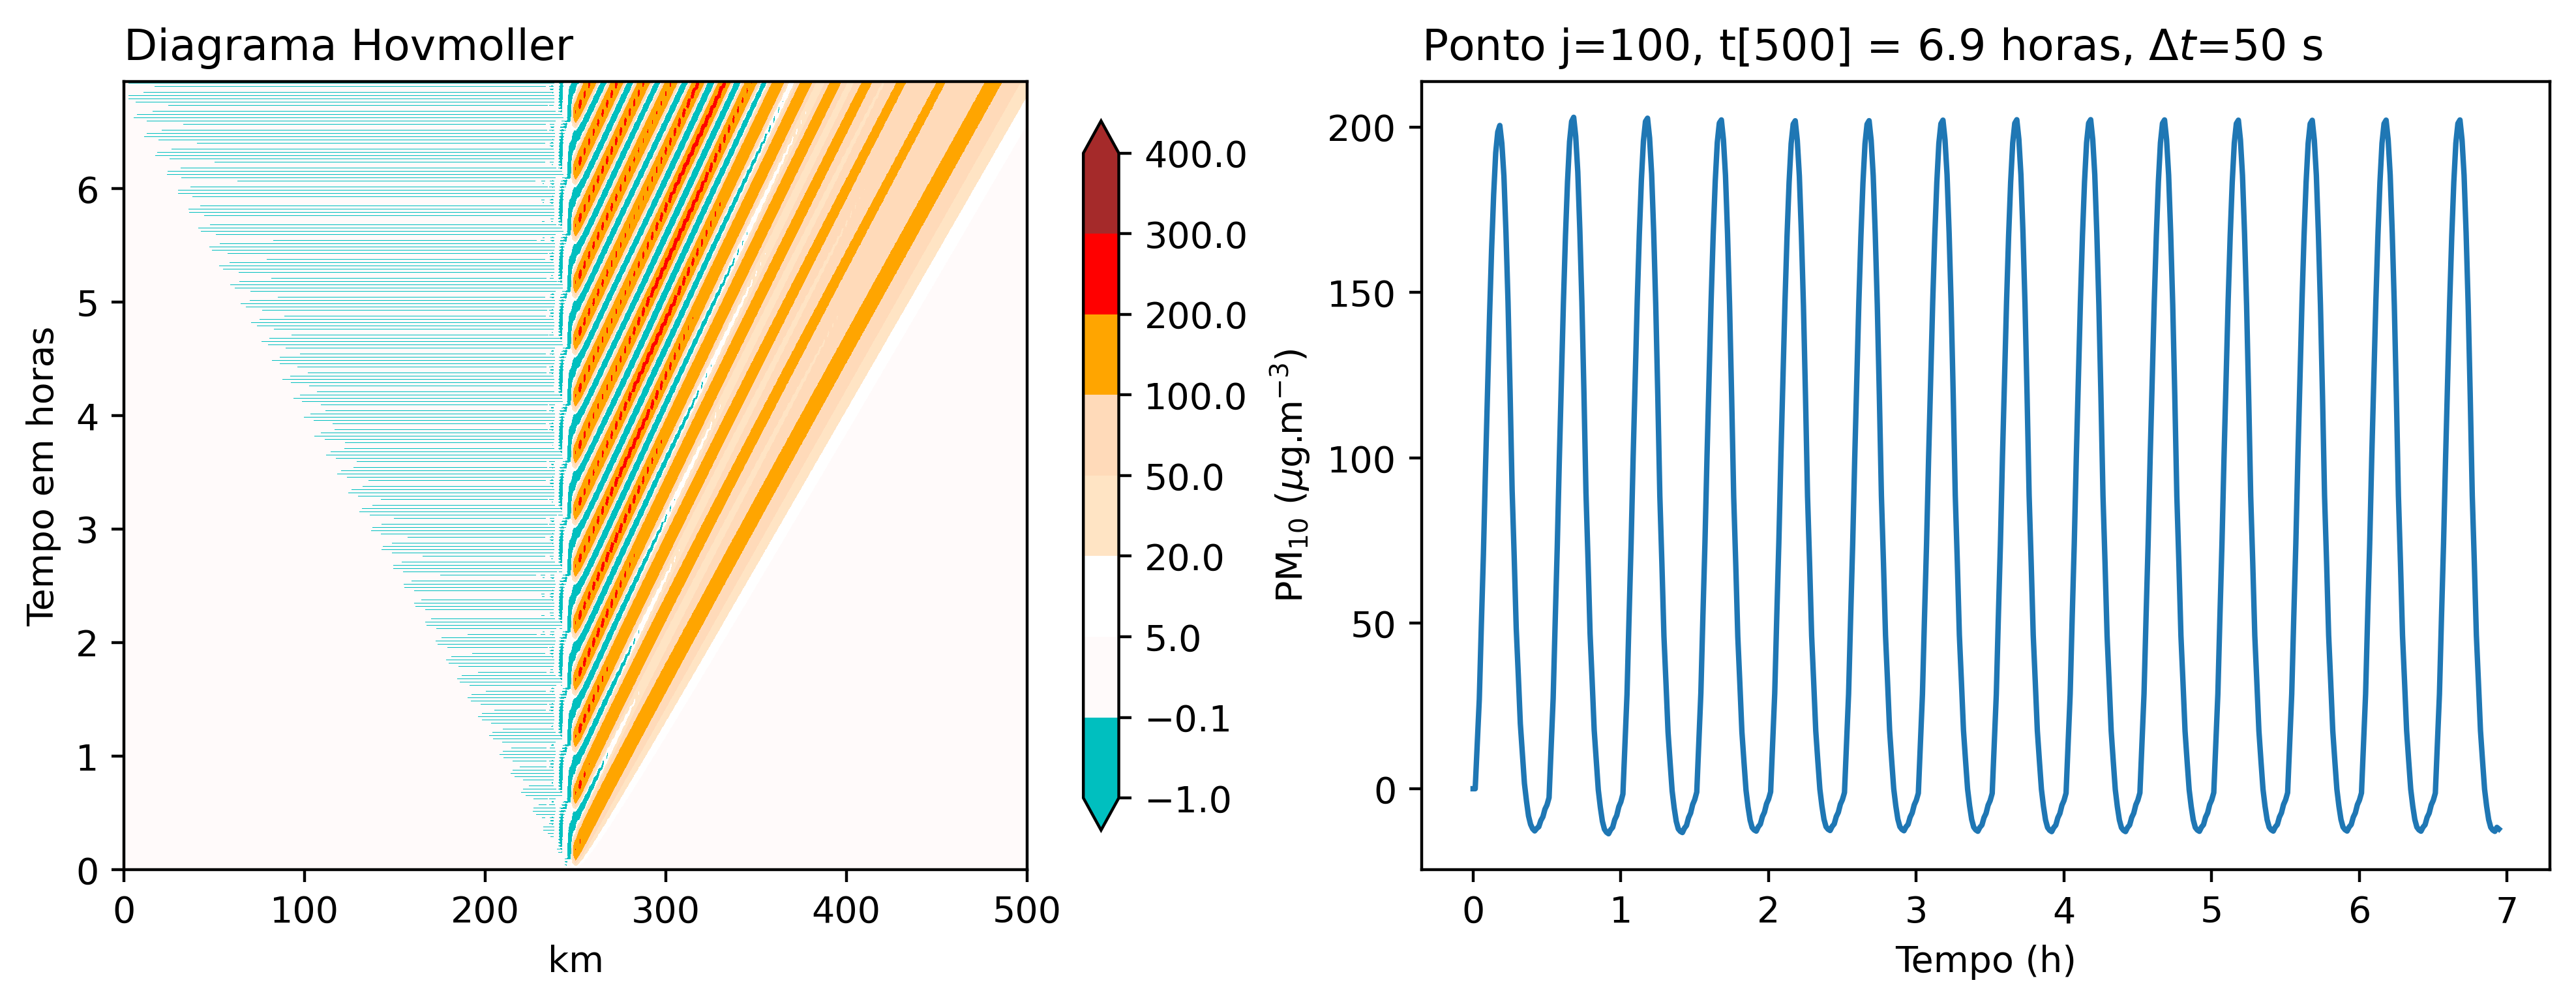 Diagrama Hovmoller
Tempo em horas
6
5
4
3
2
1
0
0 100 200 300 400 500
km
400.0
300.0
200.0
100.0
50.0
20.0
5.0
−0.1
−1.0
Ponto j=100, t[500] = 6.9 horas, Δt=50 s
PM₁₀ (μg.m⁻³)
200
150
100
50
0
0 1 2 3 4 5 6 7
Tempo (h)